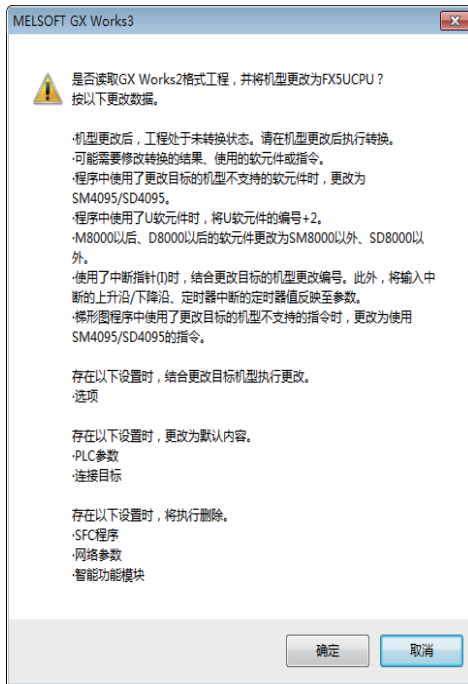 MELSOFT GX Works3
是否读取GX Works2格式工程，并将机型更改为FX5UCPU？
按以下更改数据。
·机型更改后，工程处于未转换状态。请在机型更改后执行转换。
·可能需要修改转换的结果、使用的软元件或指令。
·程序中使用了更改目标的机型不支持的软元件时，更改为
SM4095/SD4095。
·程序中使用了U软元件时，将U软元件的编号+2。
·M8000以后、D8000以后的软元件更改为SM8000以外、SD8000以
外。
·使用了中断指针(I)时，结合更改目标的机型更改编号。此外，将输入中
断的上升沿/下降沿、定时器中断的定时器值反映至参数。
·梯形图程序中使用了更改目标的机型不支持的指令时，更改为使用
SM4095/SD4095的指令。
存在以下设置时，结合更改目标机型执行更改。
·选项
存在以下设置时，更改为默认内容。
·PLC参数
·连接目标
存在以下设置时，将执行删除。
·SFC程序
·网络参数
·智能功能模块
确定
取消